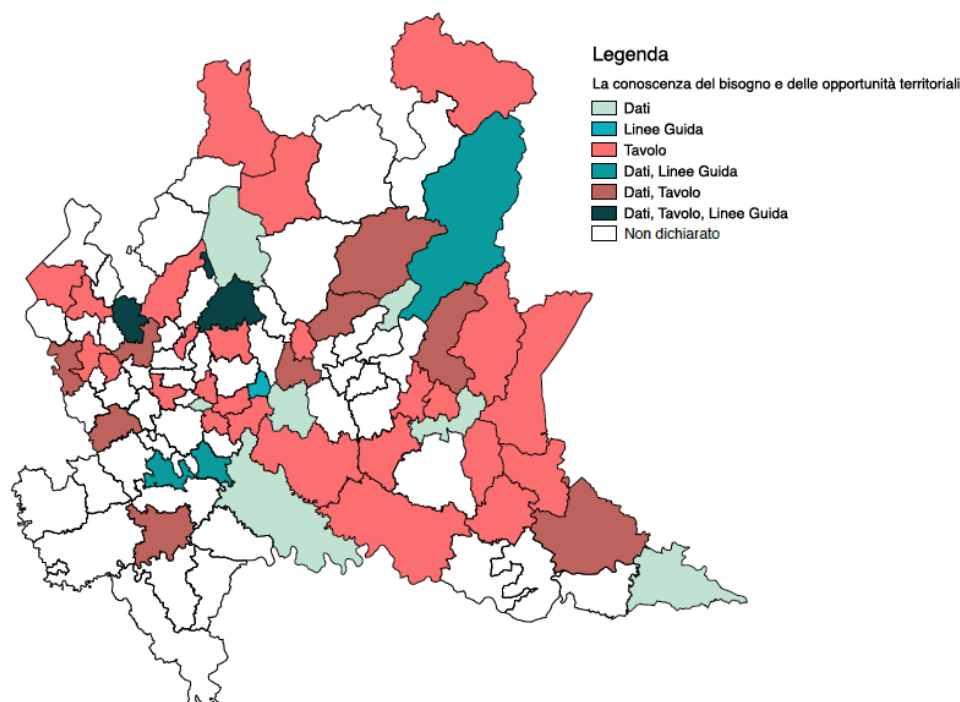 Legenda
La conoscenza del bisogno e delle opportunità territoriali
Dati
Linee Guida
Tavolo
Dati, Linee Guida
Dati, Tavolo
Dati, Tavolo, Linee Guida
Non dichiarato